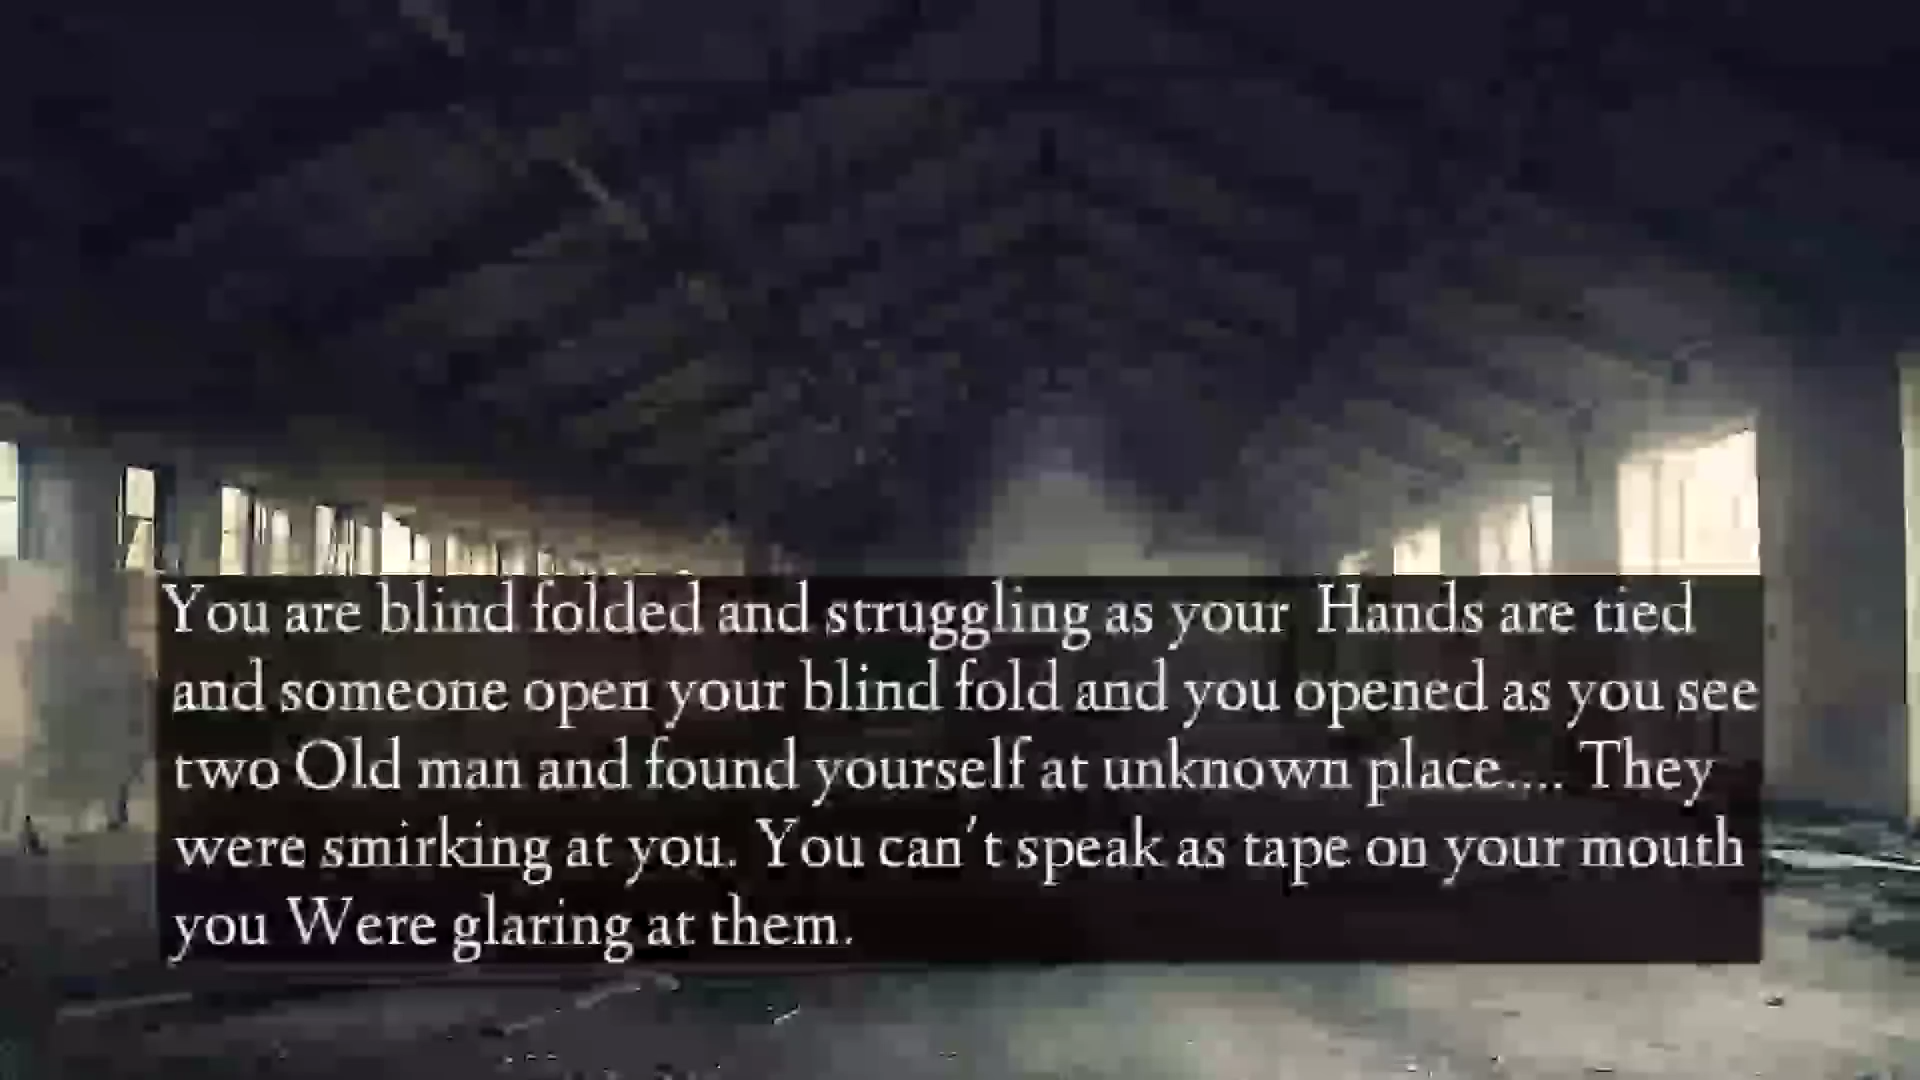 You are blind folded and struggling as your Hands are tied
and someone open your blind fold and you opened as you see
two Old man and found yourself at unknown place.... They
were smirking at you. You can't speak as tape on your mouth
you Were glaring at them.